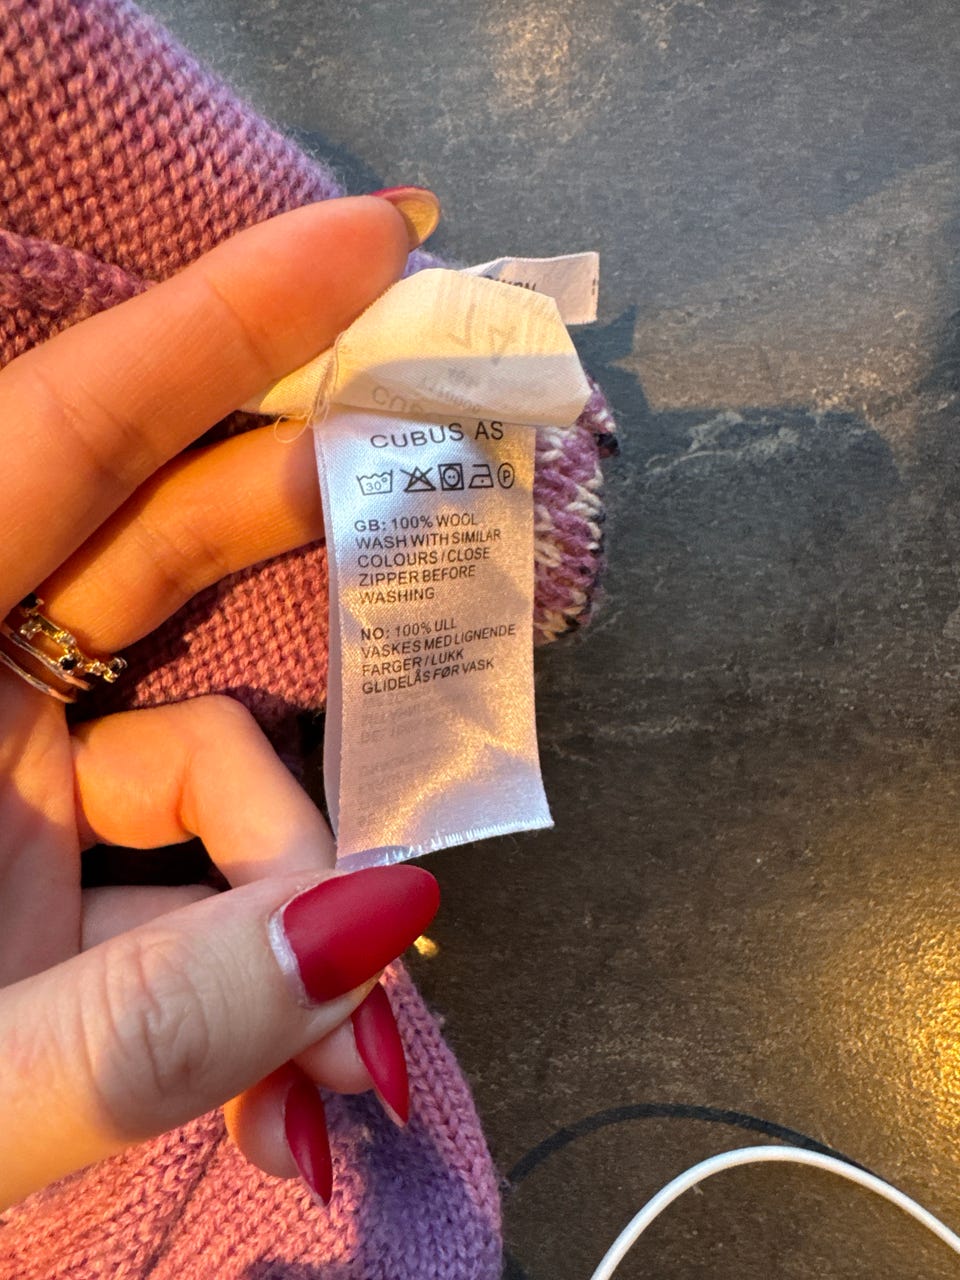 CUBUS AS
30°
P
GB: 100% WOOL
WASH WITH SIMILAR
COLOURS / CLOSE
ZIPPER BEFORE
WASHING
NO: 100% ULL
VASKES MED LIGNENDE
FARGER / LUKK
GLIDELÅS FØR VASK